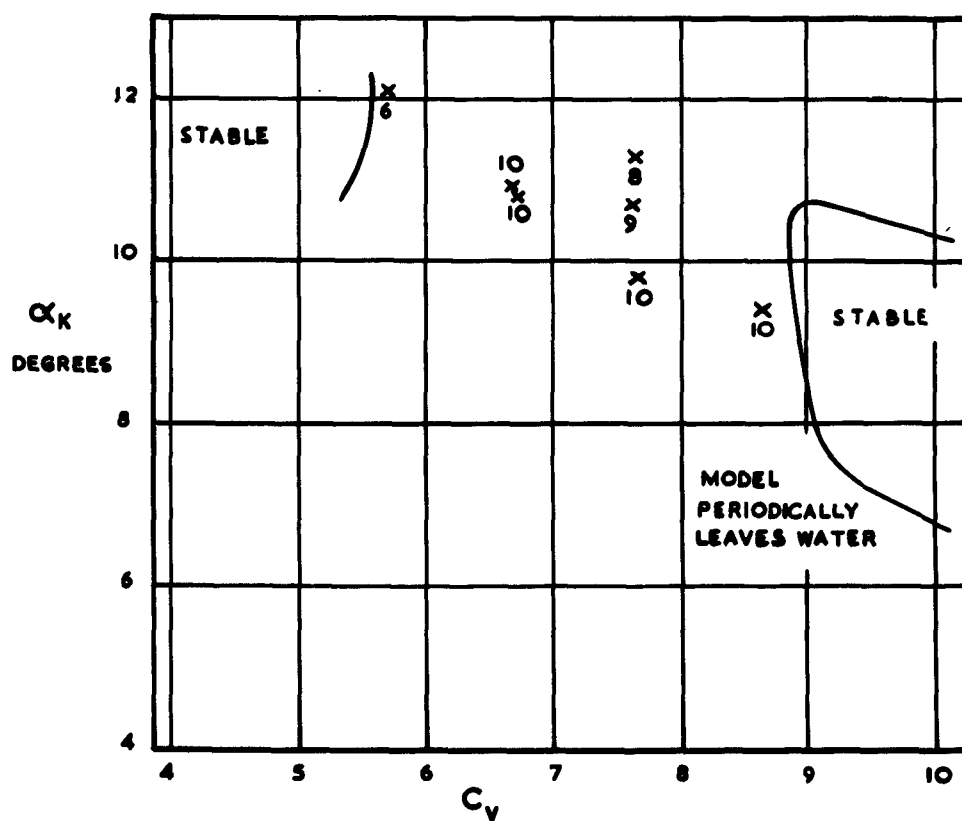 12
6
STABLE
10
10
8
9
10
αK
DEGREES
10
10
STABLE
8
MODEL
PERIODICALLY
LEAVES WATER
6
4
4 5 6 7 8 9 10
CV